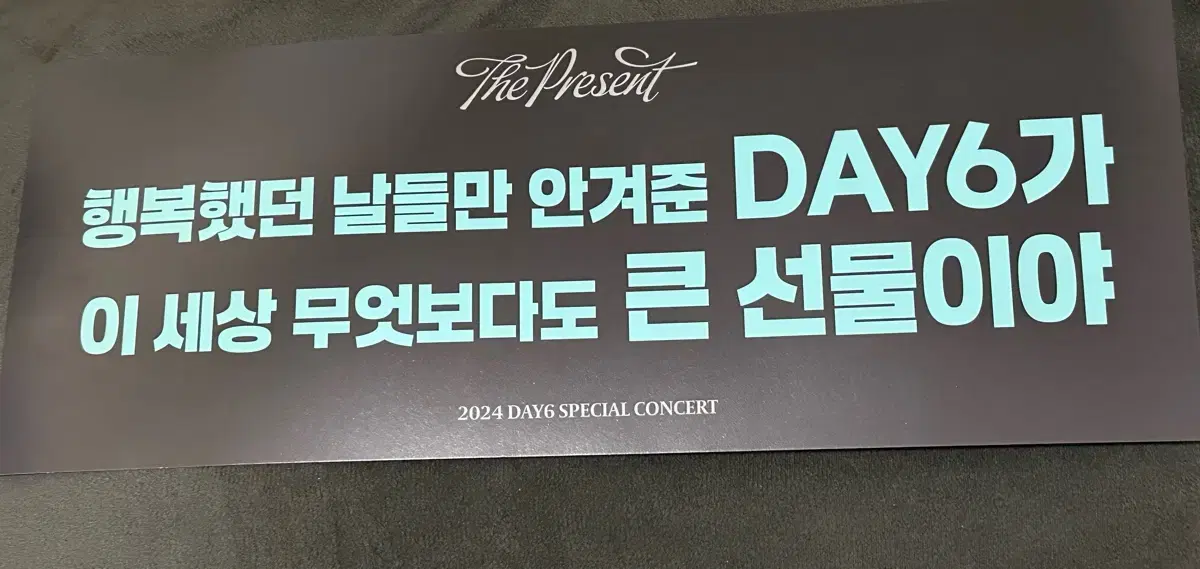 The Present
행복했던 날들만 안겨준 DAY6가
이 세상 무엇보다도 큰 선물이야
2024 DAY6 SPECIAL CONCERT